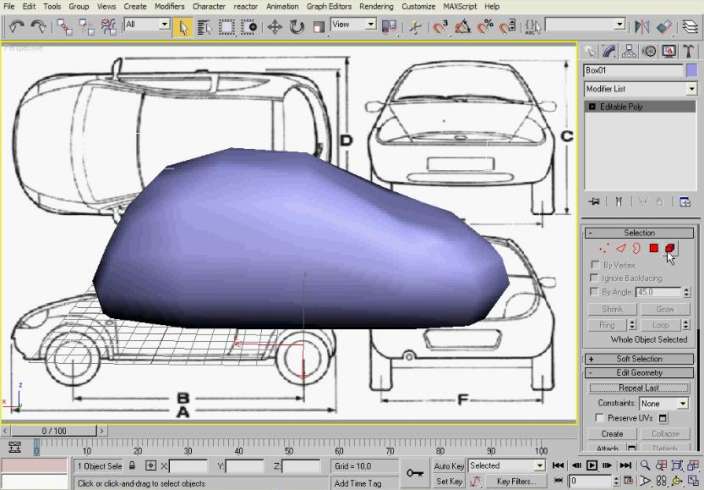 File Edit Tools Group Views Create Modifiers Character reactor Animation Graph Editors Rendering Customize MAXScript Help
All
View
Perspective
Box01
Modifier List
Editable Poly
D
C
B
A
F
Selection
By Vertex
Ignore Backfacing
By Angle: 45.0
Shrink Grow
Ring Loop
Whole Object Selected
Soft Selection
Edit Geometry
Repeat Last
Constraints: None
Preserve UVs
Create Collapse
Attach Detach
0 / 100
0 10 20 30 40 50 60 70 80 90 100
1 Object Sele X: Y: Z: Grid = 10,0 Auto Key Selected
Click or click-and-drag to select objects Add Time Tag Set Key Key Filters... 0